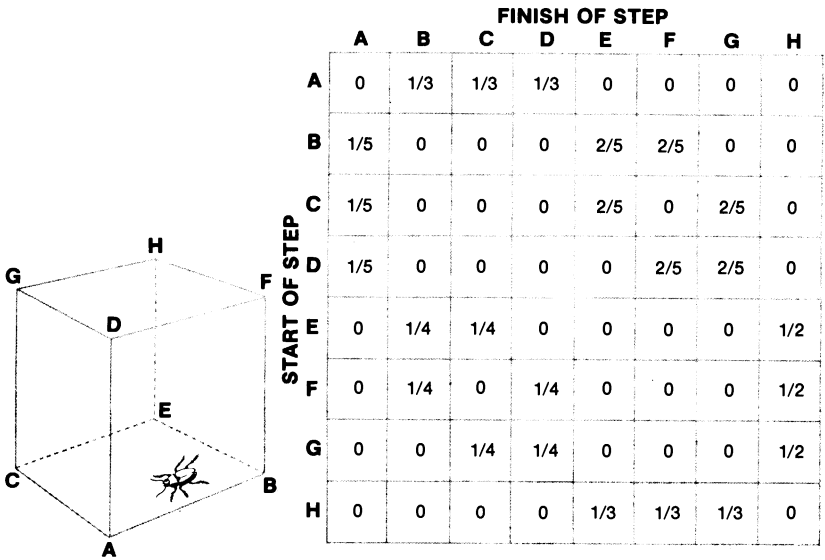 FINISH OF STEP
A B C D E F G H
START OF STEP
A 0 1/3 1/3 1/3 0 0 0 0
B 1/5 0 0 0 2/5 2/5 0 0
C 1/5 0 0 0 2/5 0 2/5 0
D 1/5 0 0 0 0 2/5 2/5 0
E 0 1/4 1/4 0 0 0 0 1/2
F 0 1/4 0 1/4 0 0 0 1/2
G 0 0 1/4 1/4 0 0 0 1/2
H 0 0 0 0 1/3 1/3 1/3 0
H
G
F
D
E
C
B
A